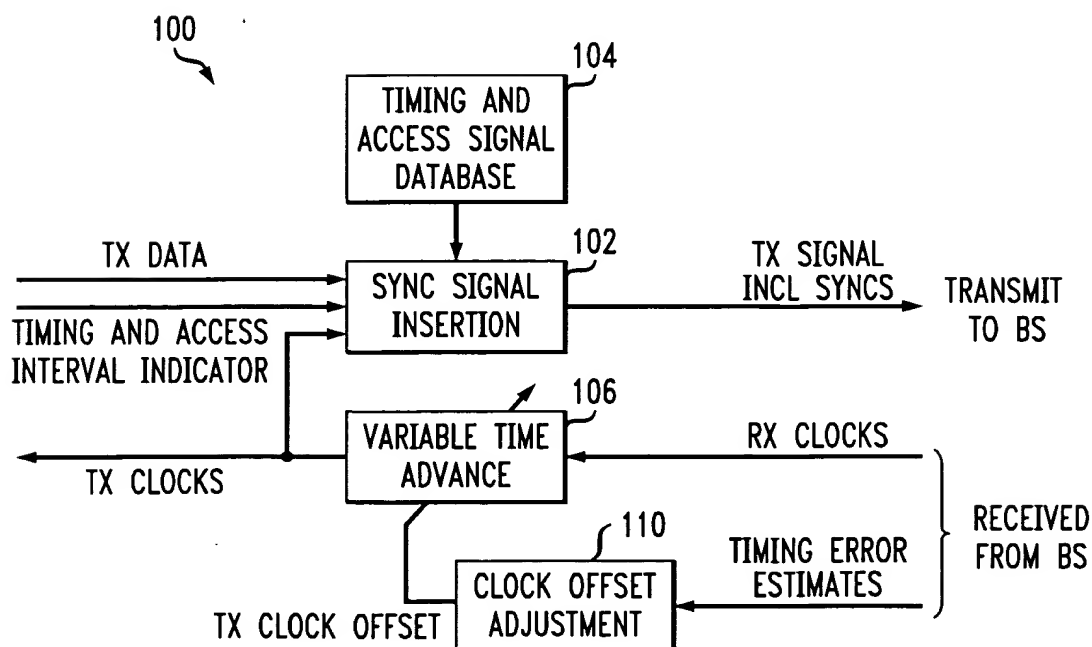 100
104
TIMING AND
ACCESS SIGNAL
DATABASE
TX DATA
102
SYNC SIGNAL
INSERTION
TX SIGNAL
INCL SYNCS
TRANSMIT
TO BS
TIMING AND ACCESS
INTERVAL INDICATOR
106
VARIABLE TIME
ADVANCE
RX CLOCKS
TX CLOCKS
RECEIVED
FROM BS
110
TIMING ERROR
ESTIMATES
CLOCK OFFSET
ADJUSTMENT
TX CLOCK OFFSET